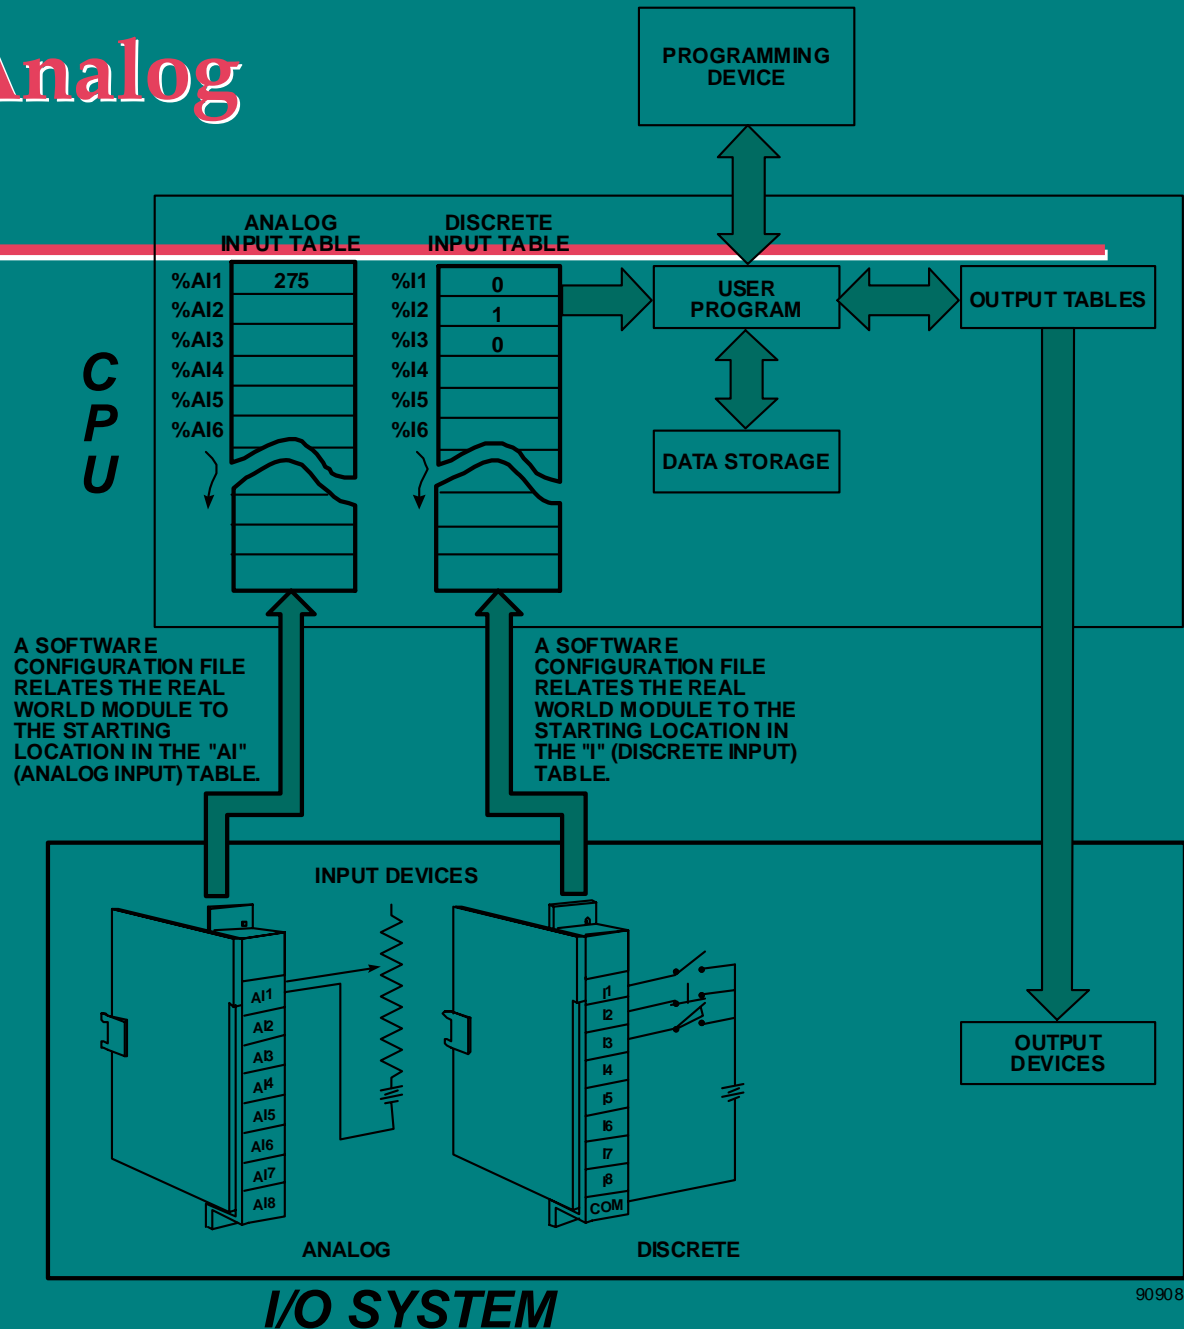 Analog
PROGRAMMING
DEVICE
ANALOG
INPUT TABLE
DISCRETE
INPUT TABLE
%AI1
%AI2
%AI3
%AI4
%AI5
%AI6
275
%I1
%I2
%I3
%I4
%I5
%I6
0
1
0
USER
PROGRAM
OUTPUT TABLES
DATA STORAGE
C
P
U
A SOFTWARE
CONFIGURATION FILE
RELATES THE REAL
WORLD MODULE TO
THE STARTING
LOCATION IN THE "AI"
(ANALOG INPUT) TABLE.
A SOFTWARE
CONFIGURATION FILE
RELATES THE REAL
WORLD MODULE TO THE
STARTING LOCATION IN
THE "I" (DISCRETE INPUT)
TABLE.
INPUT DEVICES
AI1
AI2
AI3
AI4
AI5
AI6
AI7
AI8
I1
I2
I3
I4
I5
I6
I7
I8
COM
OUTPUT
DEVICES
ANALOG
DISCRETE
I/O SYSTEM
90908